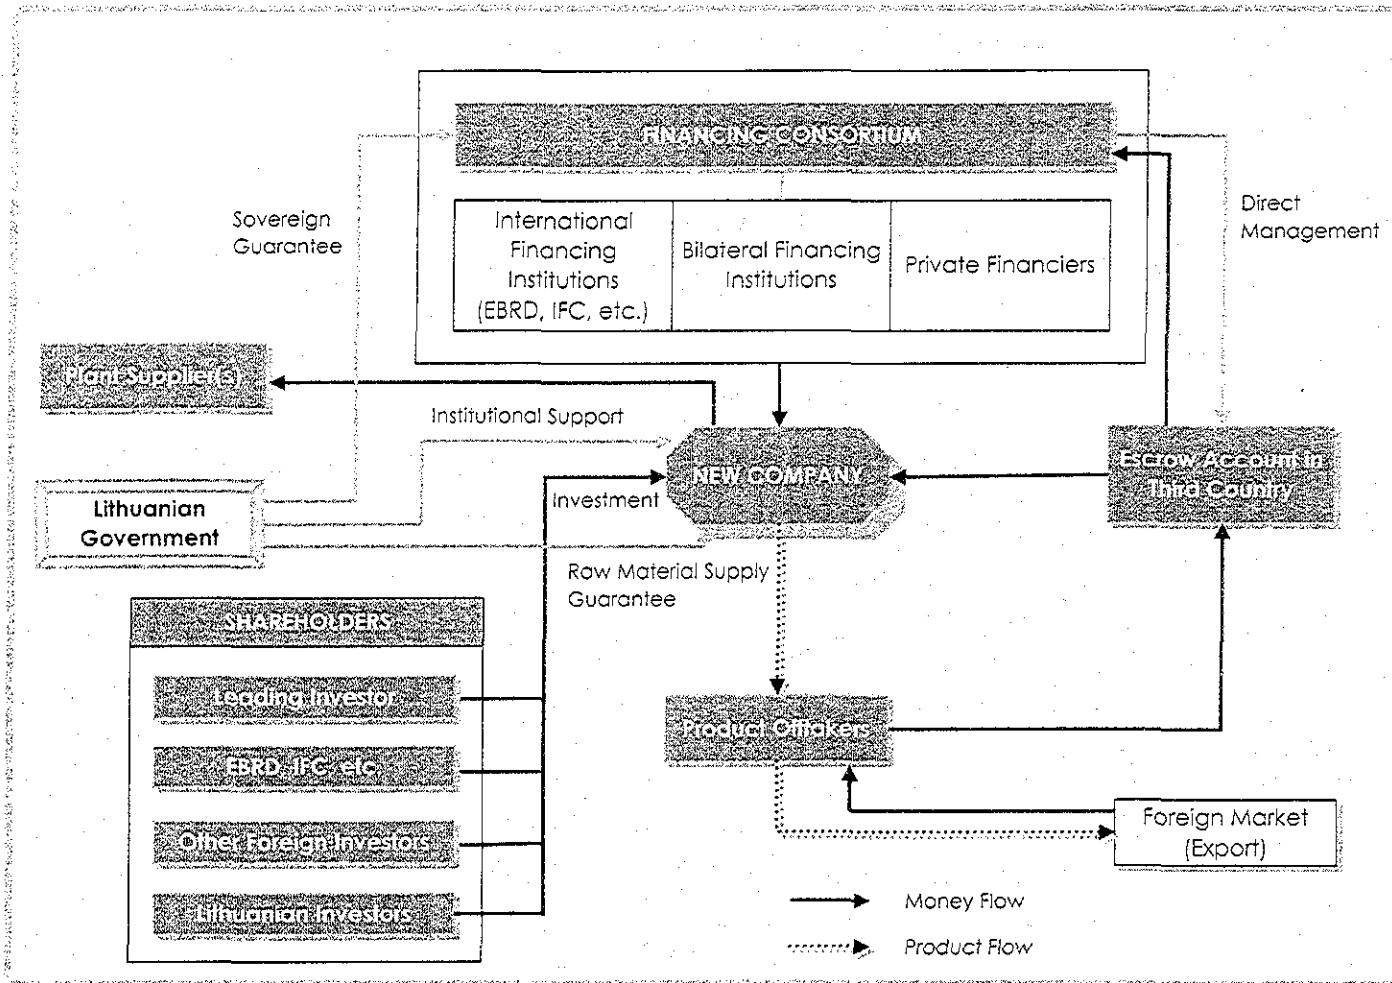 FINANCING CONSORTIUM
Sovereign
Guarantee
International
Financing
Institutions
(EBRD, IFC, etc.)
Bilateral Financing
Institutions
Private Financiers
Direct
Management
Plant Supplier(s)
Institutional Support
NEW COMPANY
Escrow Account in
Third Country
Investment
Lithuanian
Government
Raw Material Supply
Guarantee
SHAREHOLDERS
Leading Investor
EBRD IFC etc
Other Foreign Investors
Lithuanian Investors
Product Offtakers
Foreign Market
(Export)
Money Flow
Product Flow